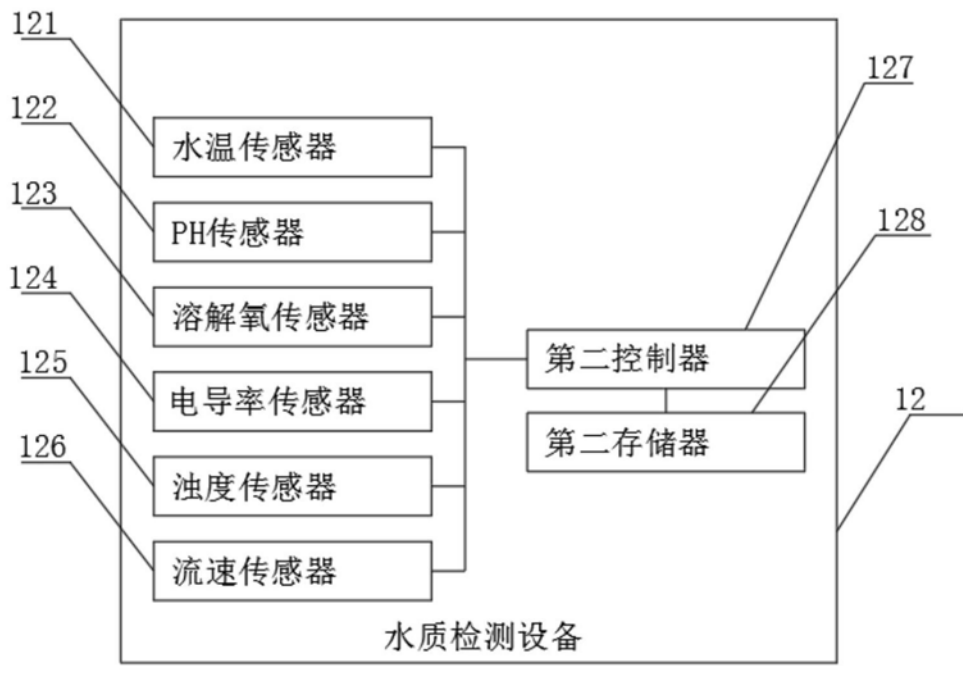 121
122
123
124
125
126
水温传感器
PH传感器
溶解氧传感器
电导率传感器
浊度传感器
流速传感器
127
128
12
第二控制器
第二存储器
水质检测设备